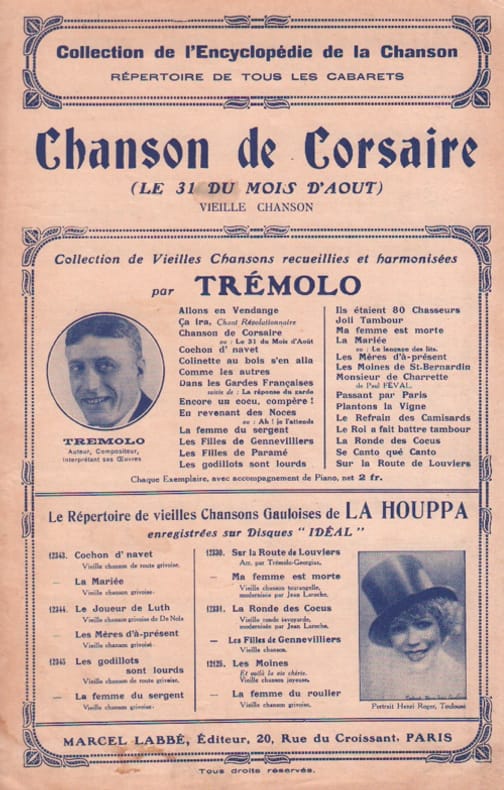 Collection de l'Encyclopédie de la Chanson
RÉPERTOIRE DE TOUS LES CABARETS
Chanson de Corsaire
(LE 31 DU MOIS D'AOUT)
VIEILLE CHANSON
Collection de Vieilles Chansons recueillies et harmonisées
par TRÉMOLO
TREMOLO
Auteur, Compositeur,
Interprétant ses Œuvres
Allons en Vendange
Ça ira, Chant Révolutionnaire
Chanson de Corsaire
ou : Le 31 du Mois d'Août
Cochon d' navet
Colinette au bois s'en alla
Comme les autres
Dans les Gardes Françaises
suivie de : La réponse du garde
Encore un cocu, compère !
En revenant des Noces
ou : Ah ! je l'attends
La femme du sergent
Les Filles de Gennevilliers
Les Filles de Paramé
Les godillots sont lourds
Ils étaient 80 Chasseurs
Joli Tambour
Ma femme est morte
La Mariée
ou : Le lançage des lits.
Les Mères d'à-présent
Les Moines de St.Bernardin
Monsieur de Charrette
de Paul FÉVAL.
Passant par Paris
Plantons la Vigne
Le Refrain des Camisards
Le Roi a fait battre tambour
La Ronde des Cocus
Se Canto qué Canto
Sur la Route de Louviers
Chaque Exemplaire, avec accompagnement de Piano, net 2 fr.
Le Répertoire de vieilles Chansons Gauloises de LA HOUPPA
enregistrées sur Disques " IDÉAL "
12343. Cochon d' navet
Vieille chanson de route grivoise.
— La Mariée
Vieille chanson grivoise.
12344. Le Joueur de Luth
Vieille chanson grivoise de De Nola
— Les Mères d'à-présent
Vieille chanson grivoise.
12345 Les godillots
sont lourds
Vieille chanson de route grivoise.
— La femme du sergent
Vieille chanson grivoise.
12330. Sur la Route de Louviers
Arr. par Trémolo-Georgius.
— Ma femme est morte
Vieille chanson tourangelle,
modernisée par Jean Laroche.
12331. La Ronde des Cocus
Vieille ronde savoyarde,
modernisée par Jean Laroche.
— Les Filles de Gennevilliers
Vieille chanson.
12125. Les Moines
Et voilà la vie chérie.
Vieille chanson joyeuse.
— La femme du roulier
Vieille chanson grivoise.
Portrait Henri Roger, Toulouse
MARCEL LABBÉ, Éditeur, 20, Rue du Croissant, PARIS
Tous droits réservés.